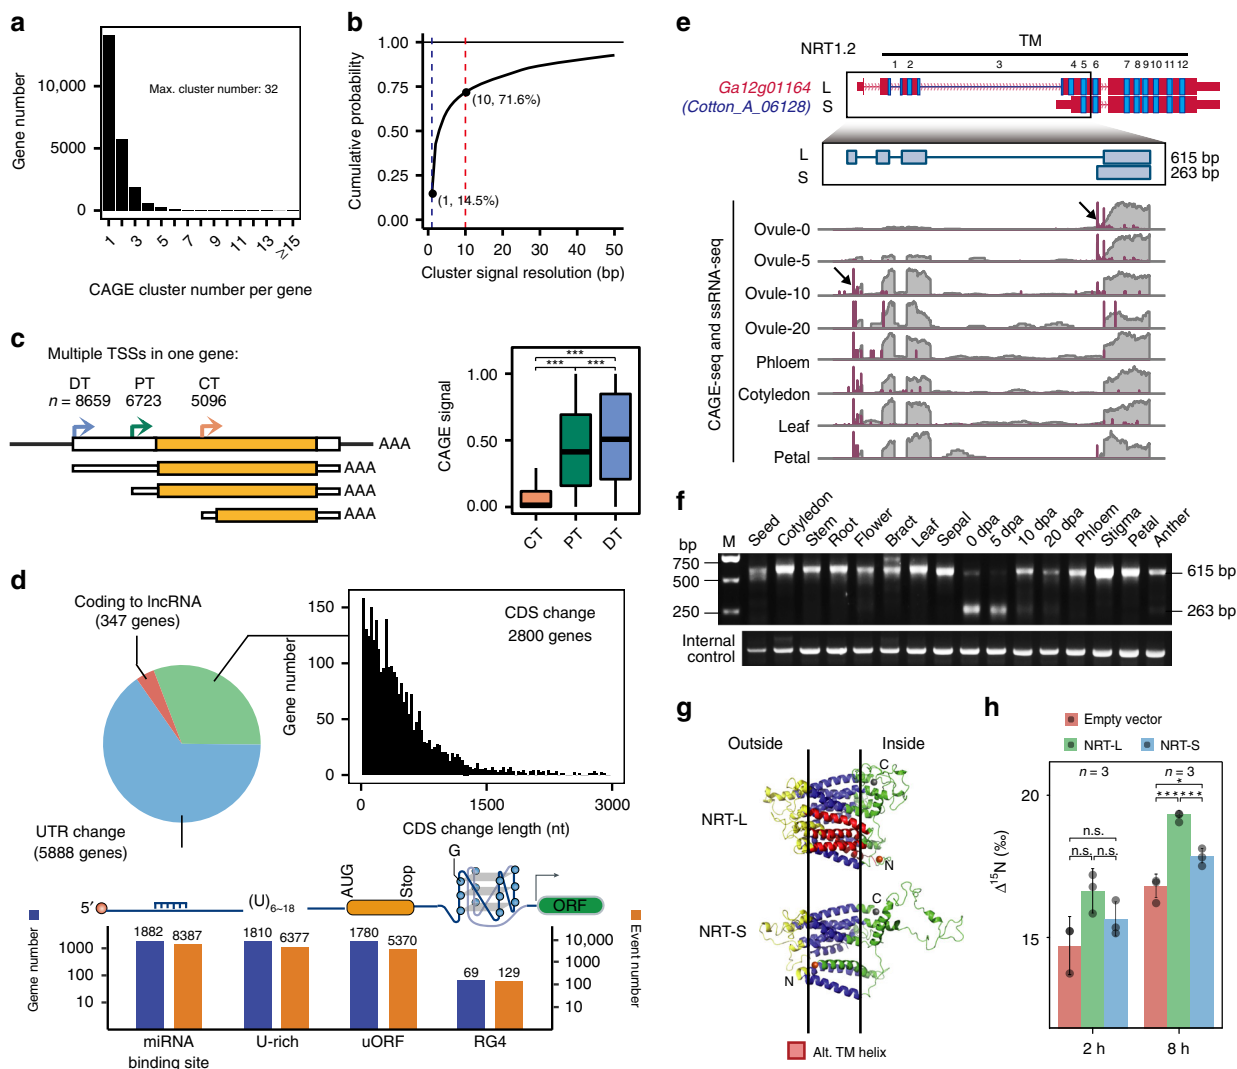 a
Gene number
10,000
5000
0
Max. cluster number: 32
1
3
5
7
9
11
13
≥15
CAGE cluster number per gene
b
Cumulative probability
1.00
0.75
0.50
0.25
0.00
(10, 71.6%)
(1, 14.5%)
0
10
20
30
40
50
Cluster signal resolution (bp)
c
Multiple TSSs in one gene:
DT
PT
CT
n = 8659
6723
5096
AAA
AAA
AAA
AAA
CAGE signal
1.00
0.50
0.00
***
***
***
CT
PT
DT
d
Coding to lncRNA
(347 genes)
UTR change
(5888 genes)
Gene number
150
100
50
0
CDS change
2800 genes
0
1500
3000
CDS change length (nt)
5′
(U)6–18
AUG
Stop
G
ORF
Geme number
1000
100
10
1882
8387
1810
6377
1780
5370
69
129
10,000
1000
100
10
Event number
miRNA
binding site
U-rich
uORF
RG4
e
NRT1.2
TM
1
2
3
4
5
6
7
8
9
10
11
12
Ga12g01164
(Cotton_A_06128)
L
S
L
S
615 bp
263 bp
CAGE-seq and ssRNA-seq
Ovule-0
Ovule-5
Ovule-10
Ovule-20
Phloem
Cotyledon
Leaf
Petal
f
bp
M
Seed
Cotyledon
Stem
Root
Flower
Bract
Leaf
Sepal
0 dpa
5 dpa
10 dpa
20 dpa
Phloem
Stigma
Petal
Anther
750
500
250
615 bp
263 bp
Internal
control
g
Outside
Inside
NRT-L
C
N
NRT-S
C
N
Alt. TM helix
h
Empty vector
NRT-L
NRT-S
Δ15N (‰)
20
15
n = 3
n = 3
n.s.
n.s.
n.s.
*
***
***
2 h
8 h